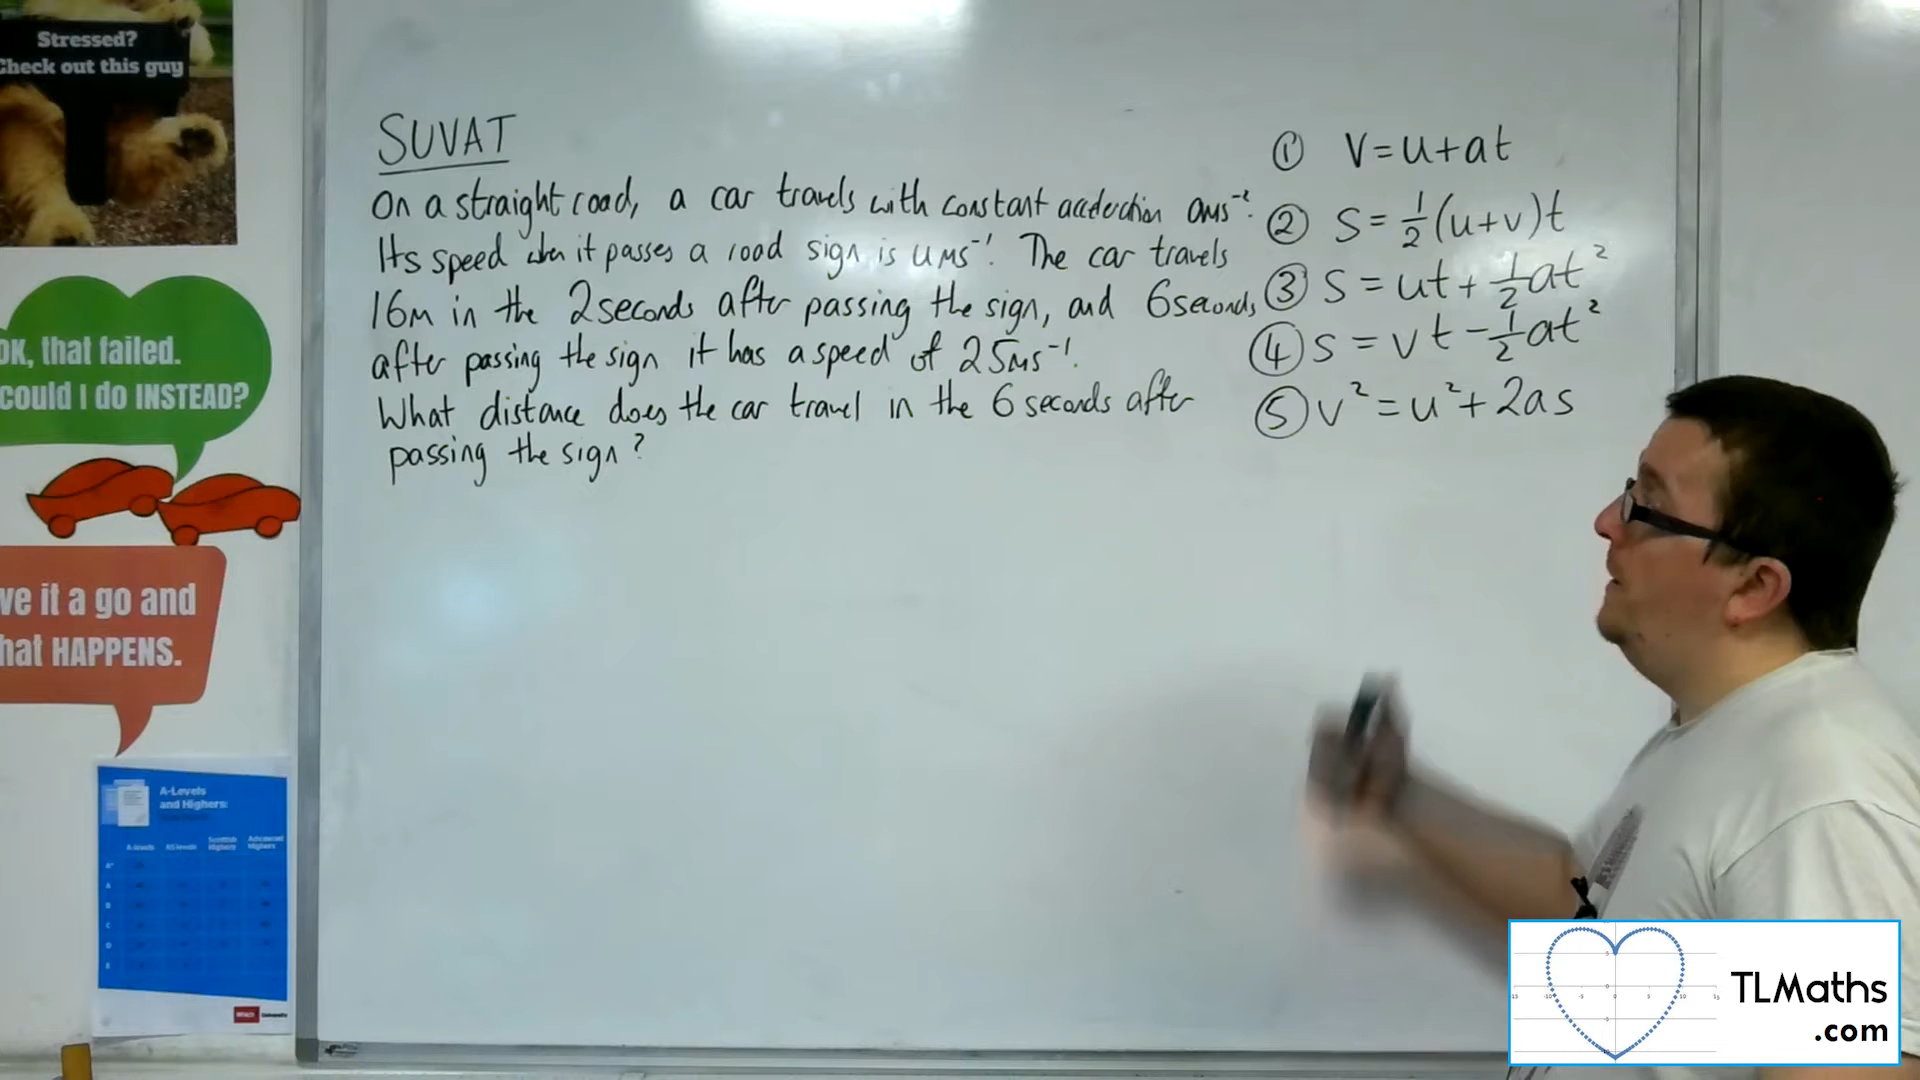 Stressed?
Check out this guy
OK, that failed.
could I do INSTEAD?
ve it a go and
hat HAPPENS.
A-Levels
and Highers:
SUVAT
On a straight road, a car travels with constant acceleration ams⁻².
Its speed when it passes a road sign is ums⁻¹. The car travels
16m in the 2 seconds after passing the sign, and 6 seconds
after passing the sign it has a speed of 25ms⁻¹.
What distance does the car travel in the 6 seconds after
passing the sign?
① v=u+at
② s=½(u+v)t
③ s=ut+½at²
④ s=vt-½at²
⑤ v²=u²+2as
TLMaths
.com